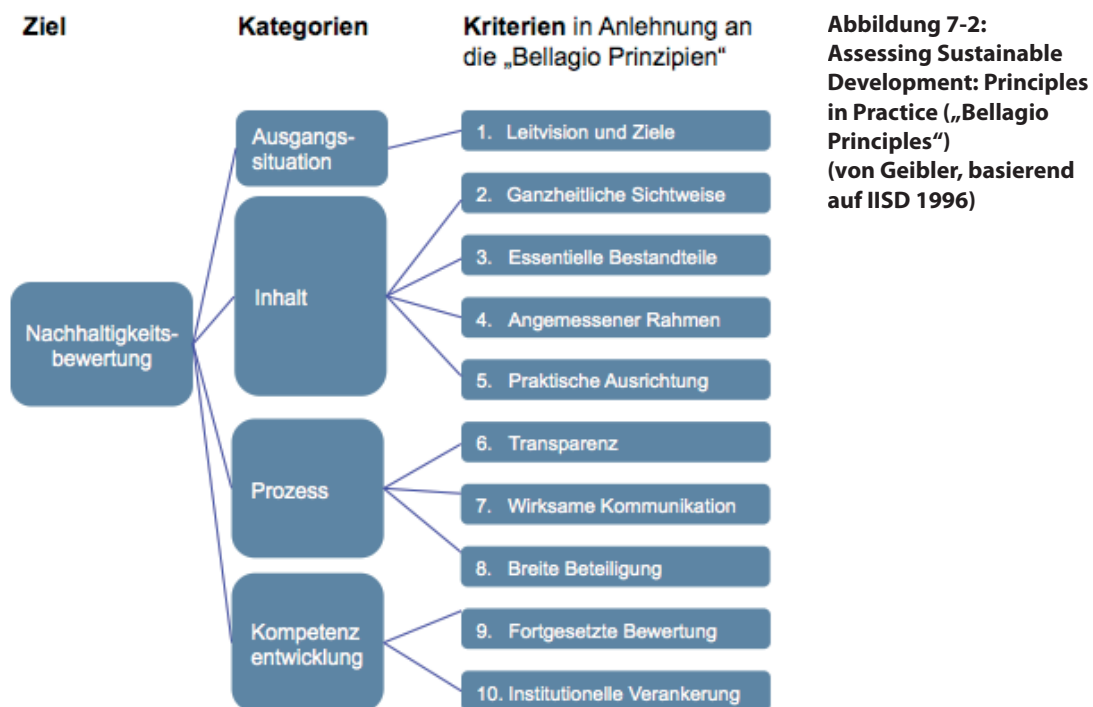 Ziel
Kategorien
Kriterien in Anlehnung an
die „Bellagio Prinzipien“
Nachhaltigkeits-
bewertung
Ausgangs-
situation
Inhalt
Prozess
Kompetenz
entwicklung
1. Leitvision und Ziele
2. Ganzheitliche Sichtweise
3. Essentielle Bestandteile
4. Angemessener Rahmen
5. Praktische Ausrichtung
6. Transparenz
7. Wirksame Kommunikation
8. Breite Beteiligung
9. Fortgesetzte Bewertung
10. Institutionelle Verankerung
Abbildung 7-2:
Assessing Sustainable
Development: Principles
in Practice („Bellagio
Principles“)
(von Geibler, basierend
auf IISD 1996)